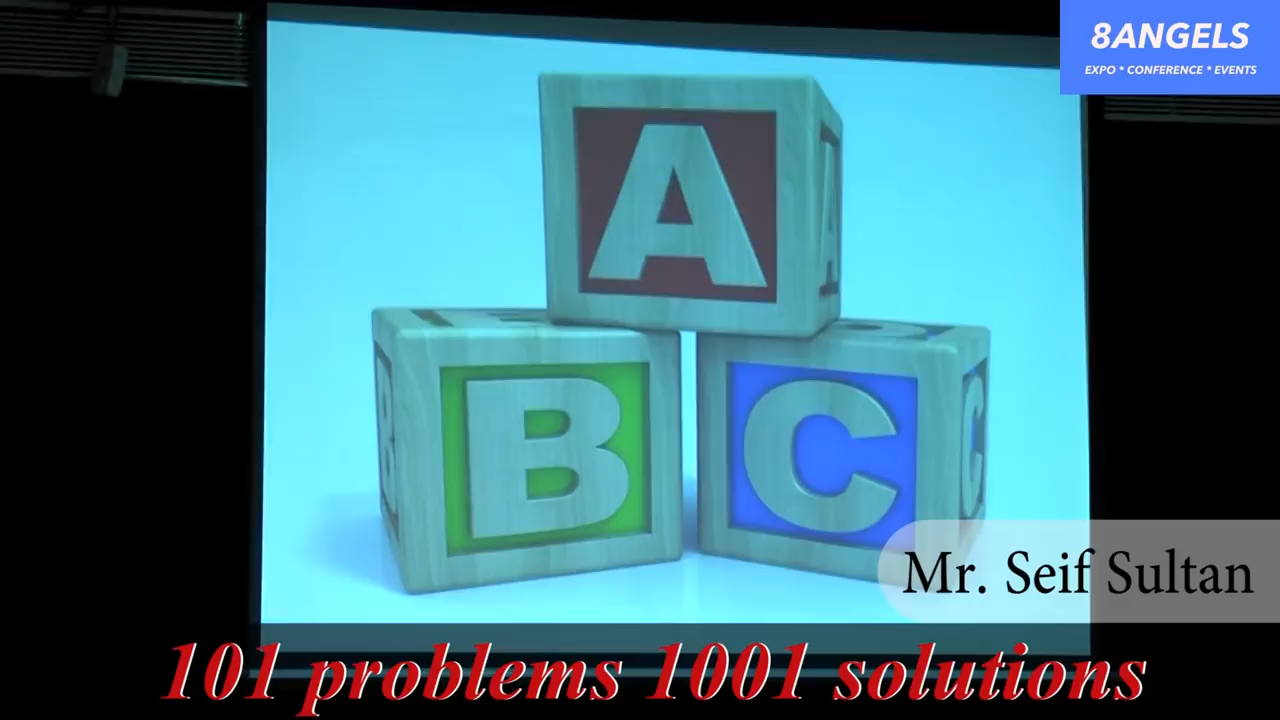 8ANGELS
EXPO * CONFERENCE * EVENTS
A
A
B
B
C
C
Mr. Seif Sultan
101 problems 1001 solutions